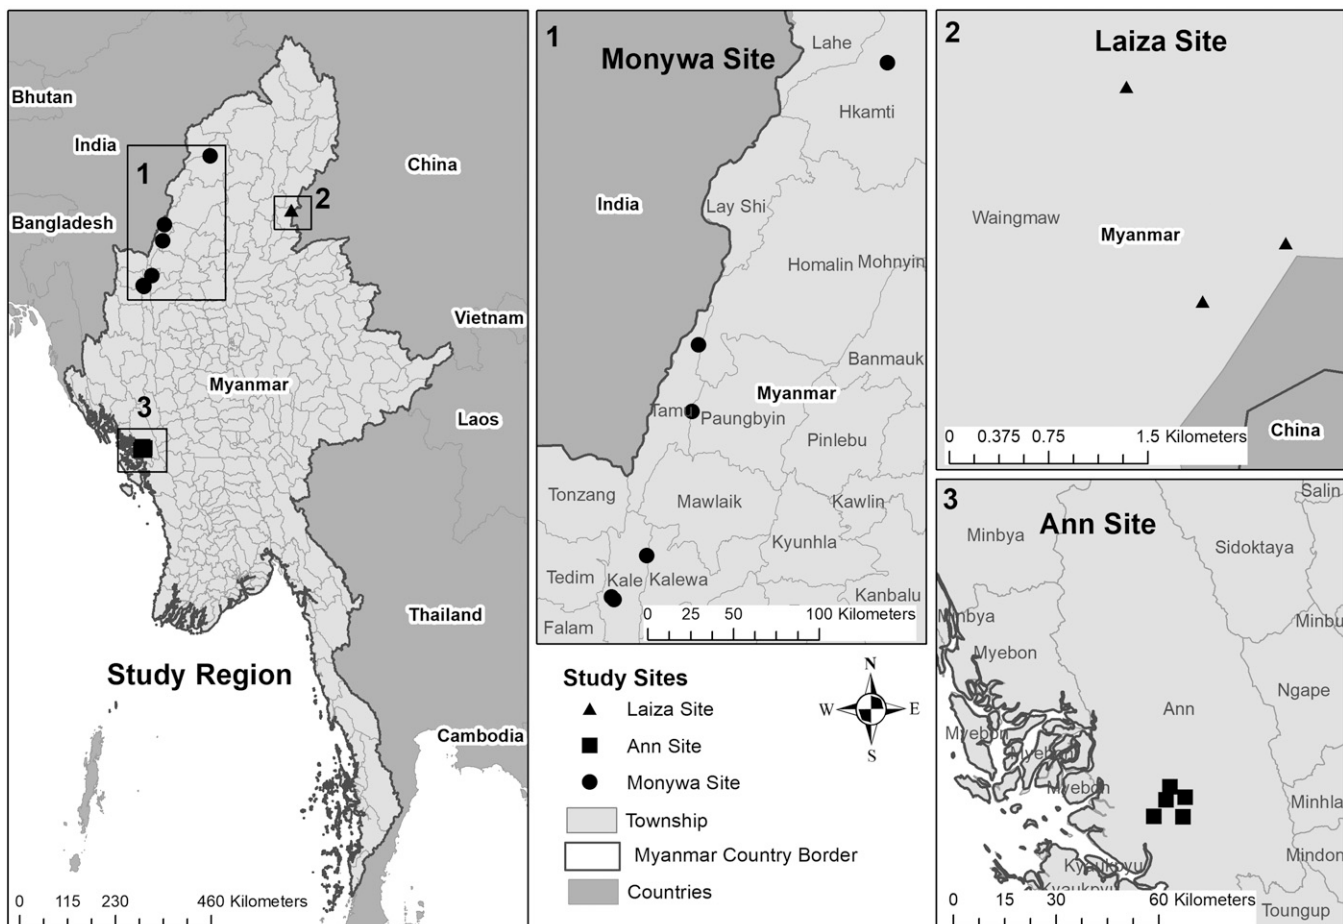 Bhutan
India
1
China
2
Bangladesh
Vietnam
Myanmar
Laos
3
Thailand
Study Region
Cambodia
0 115 230 460 Kilometers
1
Monywa Site
Lahe
Hkamti
India
Lay Shi
Homalin
Mohnyin
Banmauk
Myanmar
Tamu
Paungbyin
Pinlebu
Tonzang
Mawlaik
Kawlin
Kyunhla
Tedim
Kale
Kalewa
Kanbalu
Falam
0 25 50 100 Kilometers
Study Sites
Laiza Site
Ann Site
Monywa Site
Township
Myanmar Country Border
Countries
N
W
E
S
2
Laiza Site
Waingmaw
Myanmar
0 0.375 0.75 1.5 Kilometers
China
3
Ann Site
Salin
Minbya
Sidoktaya
Minbya
Minbu
Myebon
Ngape
Ann
Myebon
Myebon
Myebon
Minhla
Kyaukpyu
Mindon
Kyaukpyu
0 15 30 60 Kilometers
Toungup